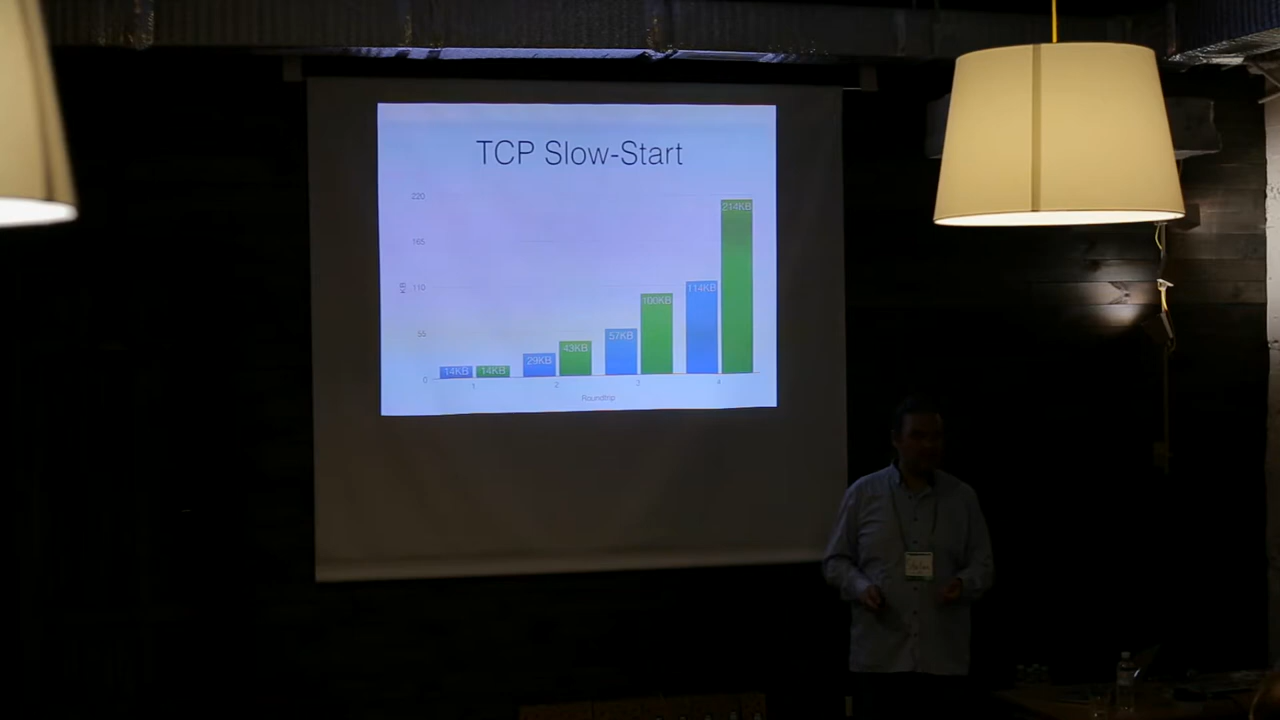 TCP Slow-Start
220
165
110
55
0
KB
14KB 14KB
29KB 43KB
57KB 100KB
114KB 214KB
1 2 3 4
Roundtrip